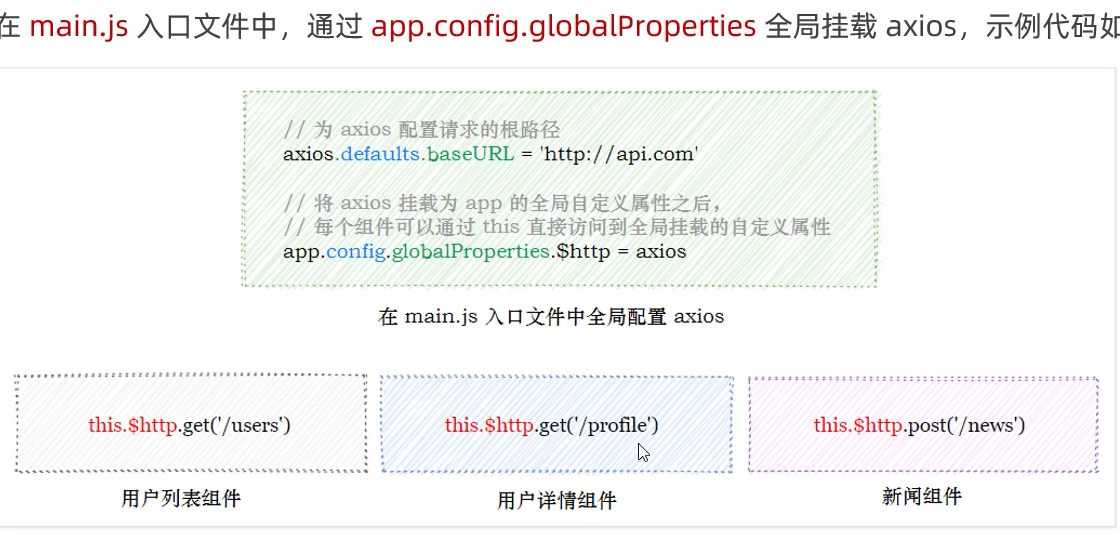 在 main.js 入口文件中，通过 app.config.globalProperties 全局挂载 axios，示例代码如
// 为 axios 配置请求的根路径
axios.defaults.baseURL = 'http://api.com'
// 将 axios 挂载为 app 的全局自定义属性之后，
// 每个组件可以通过 this 直接访问到全局挂载的自定义属性
app.config.globalProperties.$http = axios
在 main.js 入口文件中全局配置 axios
this.$http.get('/users')
用户列表组件
this.$http.get('/profile')
用户详情组件
this.$http.post('/news')
新闻组件